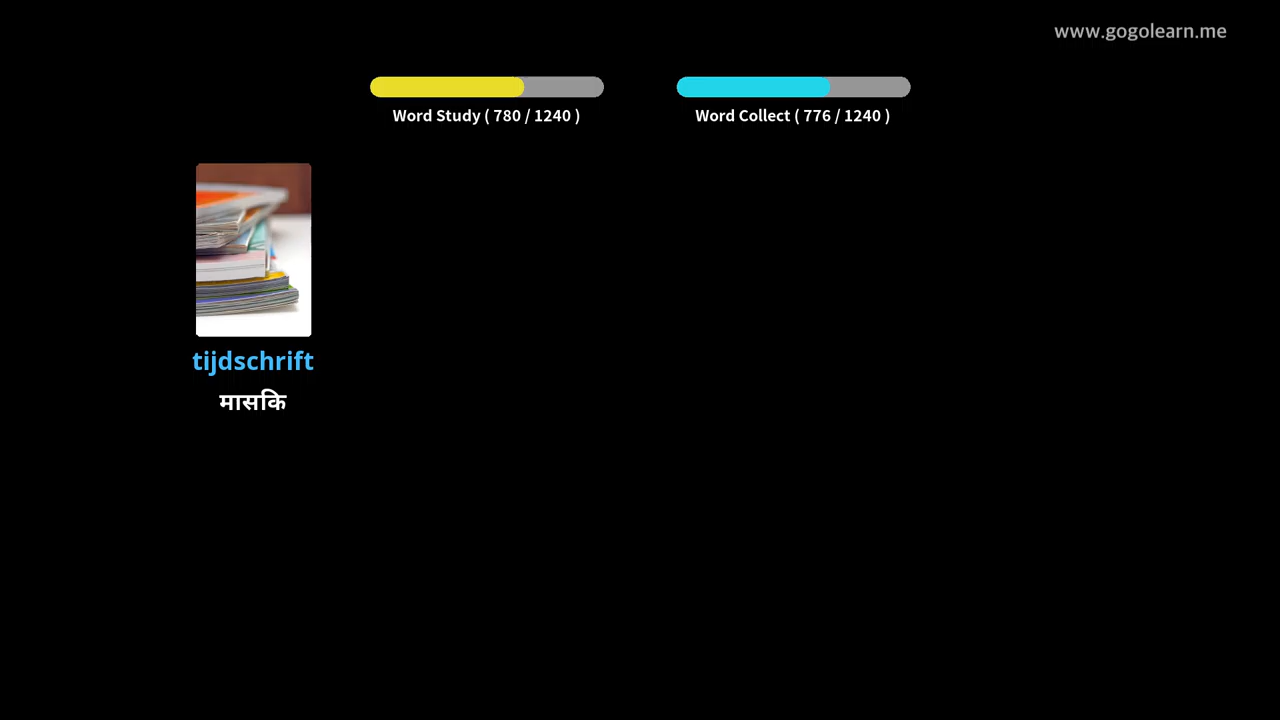 www.gogolearn.me
Word Study ( 780 / 1240 )
Word Collect ( 776 / 1240 )
tijdschrift
मासकि